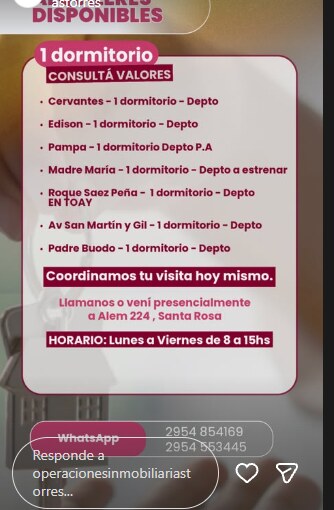 astorres
DISPONIBLES
1 dormitorio
CONSULTÁ VALORES
• Cervantes - 1 dormitorio - Depto
• Edison - 1 dormitorio - Depto
• Pampa - 1 dormitorio Depto P.A
• Madre María - 1 dormitorio - Depto a estrenar
• Roque Saez Peña - 1 dormitorio - Depto
EN TOAY
• Av San Martín y Gil - 1 dormitorio - Depto
• Padre Buodo - 1 dormitorio - Depto
Coordinamos tu visita hoy mismo.
Llamanos o vení presencialmente
a Alem 224 , Santa Rosa
HORARIO: Lunes a Viernes de 8 a 15hs
WhatsApp
2954 854169
2954 553445
Responde a
operacionesinmobiliariast
orres...